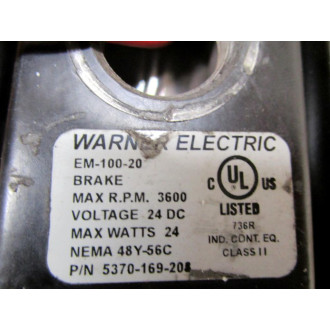 WARNER ELECTRIC
EM-100-20
BRAKE
MAX R.P.M. 3600
VOLTAGE 24 DC
MAX WATTS 24
NEMA 48Y-56C
P/N 5370-169-208
C UL US
LISTED
736R
IND. CONT. EQ.
CLASS II